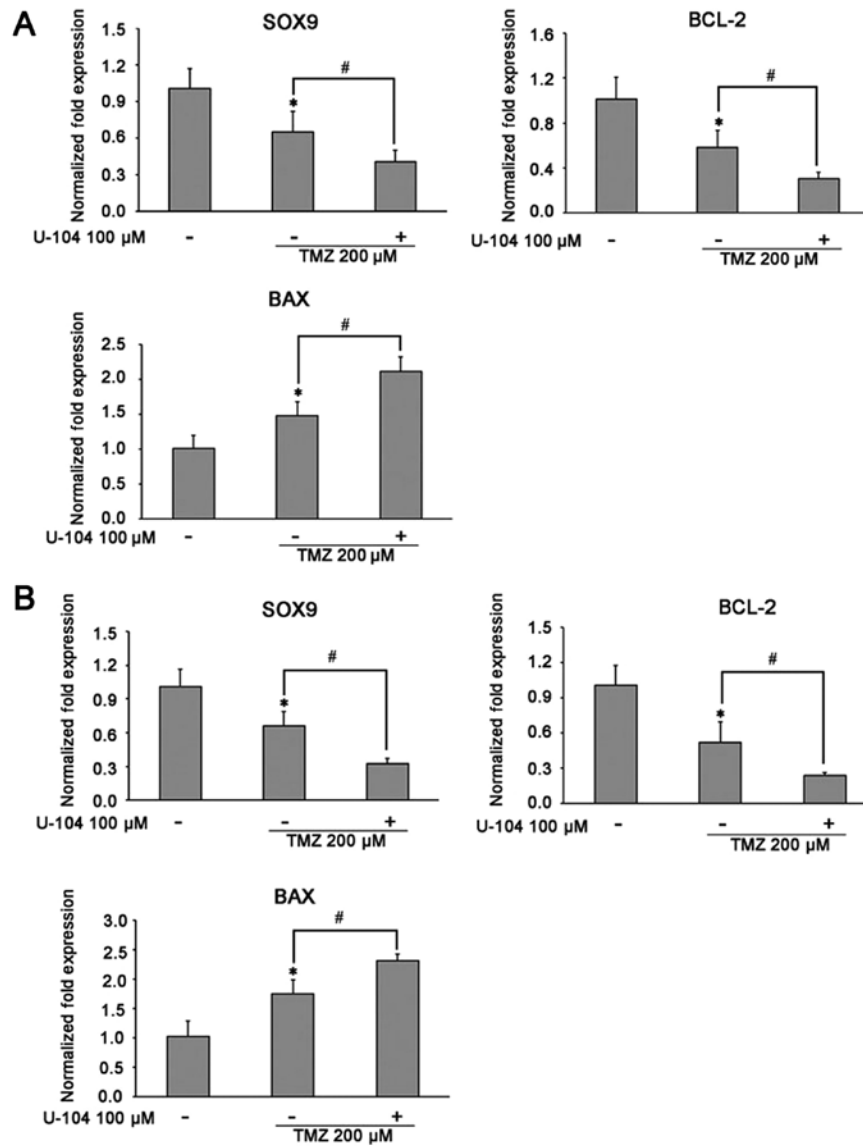 A
SOX9
Normalized fold expression
1.5
1.2
0.9
0.6
0.3
0.0
*
#
U-104 100 µM - - +
TMZ 200 µM
BCL-2
Normalized fold expression
1.6
1.2
0.8
0.4
0.0
*
#
U-104 100 µM - - +
TMZ 200 µM
BAX
Normalized fold expression
2.5
2.0
1.5
1.0
0.5
0.0
*
#
U-104 100 µM - - +
TMZ 200 µM
B
SOX9
Normalized fold expression
1.5
1.2
0.9
0.6
0.3
0.0
*
#
U-104 100 µM - - +
TMZ 200 µM
BCL-2
Normalized fold expression
1.5
1.2
0.9
0.6
0.3
0.0
*
#
U-104 100 µM - - +
TMZ 200 µM
BAX
Normalized fold expression
3.0
2.5
2.0
1.5
1.0
0.5
0.0
*
#
U-104 100 µM - - +
TMZ 200 µM